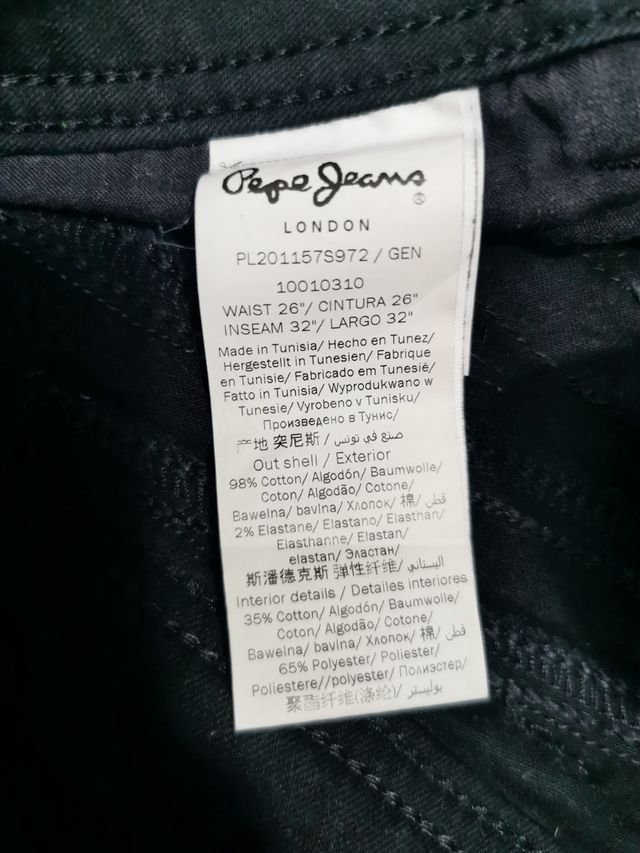 Pepe Jeans ®
LONDON
PL201157S972 / GEN
10010310
WAIST 26"/ CINTURA 26"
INSEAM 32"/ LARGO 32"
Made in Tunisia/ Hecho en Tunez/
Hergestellt in Tunesien/ Fabrique
en Tunisie/ Fabricado em Tunesië/
Fatto in Tunisia/ Wyprodukwano w
Tunesie/ Vyrobeno v Tunisku/
Произведено в Тунис/
产地 突尼斯 / صنع في تونس /
Out shell / Exterior
98% Cotton/ Algodón/ Baumwolle/
Coton/ Algodão/ Cotone/
Bawełna/ bavlna/ Хлопок/ 棉/ قطن
2% Elastane/ Elastano/ Elasthan/
Elasthanne/ Elastan/
elastan/ Эластан/
斯潘德克斯 弹性纤维/ اليستاني/
Interior details / Detailes interiores
35% Cotton/ Algodón/ Baumwolle/
Coton/ Algodão/ Cotone/
Bawełna/ bavlna/ Хлопок/ 棉/ قطن/
65% Polyester/ Poliester/
Poliestere//polyester/ Полиэстер/
聚酯纤维(涤纶)/ بوليستر/